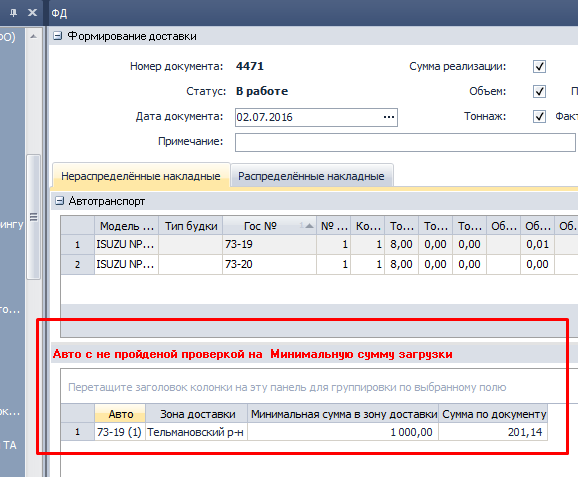 ФД
Формирование доставки
Номер документа: 4471 Сумма реализации:
Статус: В работе Объем:
Дата документа: 02.07.2016 ... Тоннаж: Факт
Примечание:
Нераспределённые накладные Распределённые накладные
Автотранспорт
Модель ... Тип будки Гос № № ... Ко... То... То... То... Об... Об... Об
1 ISUZU NP... 73-19 1 1 8,00 0,00 0,00 0,01
2 ISUZU NP... 73-20 1 1 8,00 0,00 0,00 0,00
ингу
то...
Авто с не пройденой проверкой на Минимальную сумму загрузки
Перетащите заголовок колонки на эту панель для группировки по выбранному полю
Авто Зона доставки Минимальная сумма в зону доставки Сумма по документу
ок...
1 73-19 (1) Тельмановский р-н 1 000,00 201,14
ТА